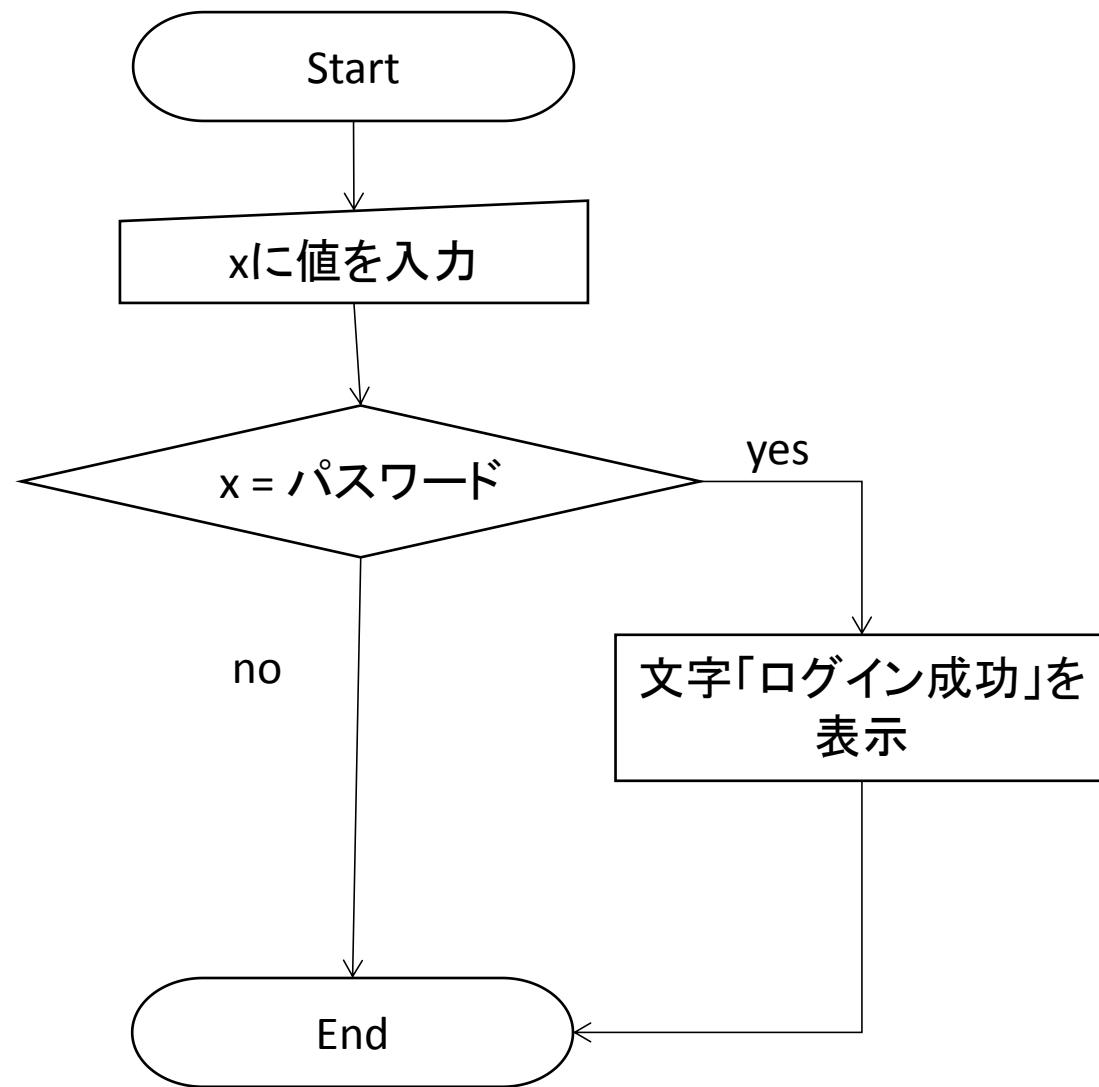 Start
xに値を入力
x = パスワード
yes
no
文字「ログイン成功」を
表示
End